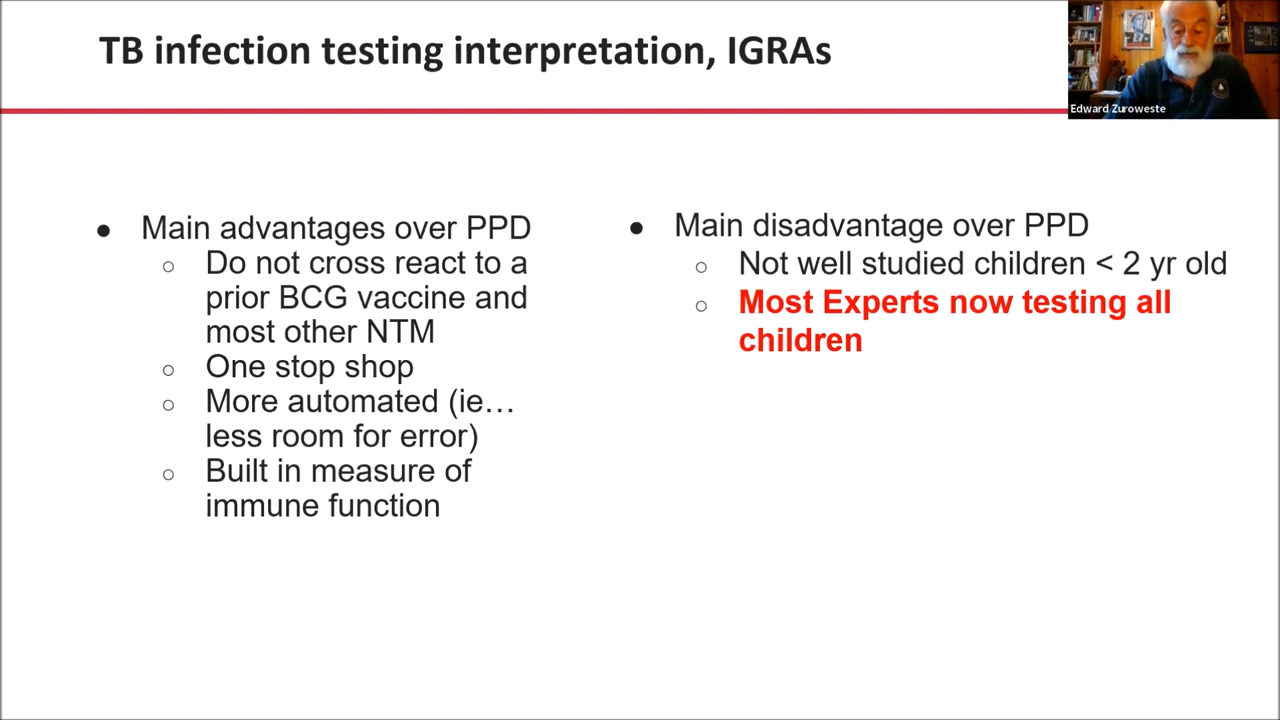 TB infection testing interpretation, IGRAs
Edward Zuroweste
● Main advantages over PPD
○ Do not cross react to a
prior BCG vaccine and
most other NTM
○ One stop shop
○ More automated (ie…
less room for error)
○ Built in measure of
immune function
● Main disadvantage over PPD
○ Not well studied children < 2 yr old
○ Most Experts now testing all
children